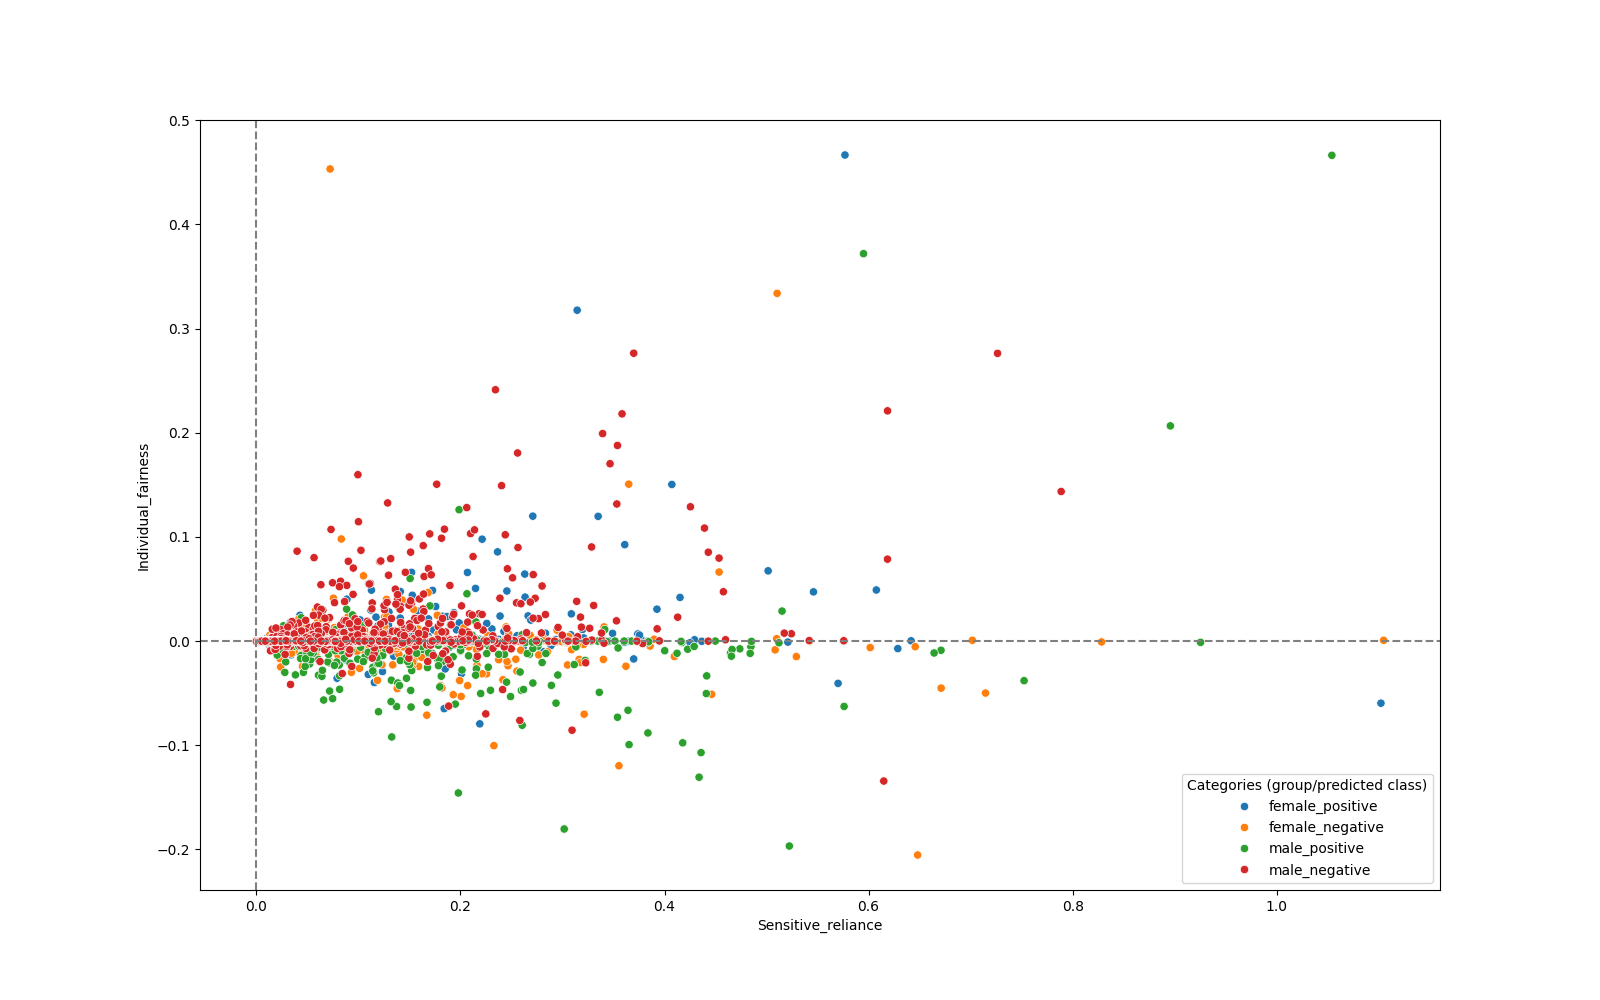 0.5
0.4
0.3
0.2
0.1
0.0
−0.1
−0.2
Individual_fairness
0.0 0.2 0.4 0.6 0.8 1.0
Sensitive_reliance
Categories (group/predicted class)
female_positive
female_negative
male_positive
male_negative